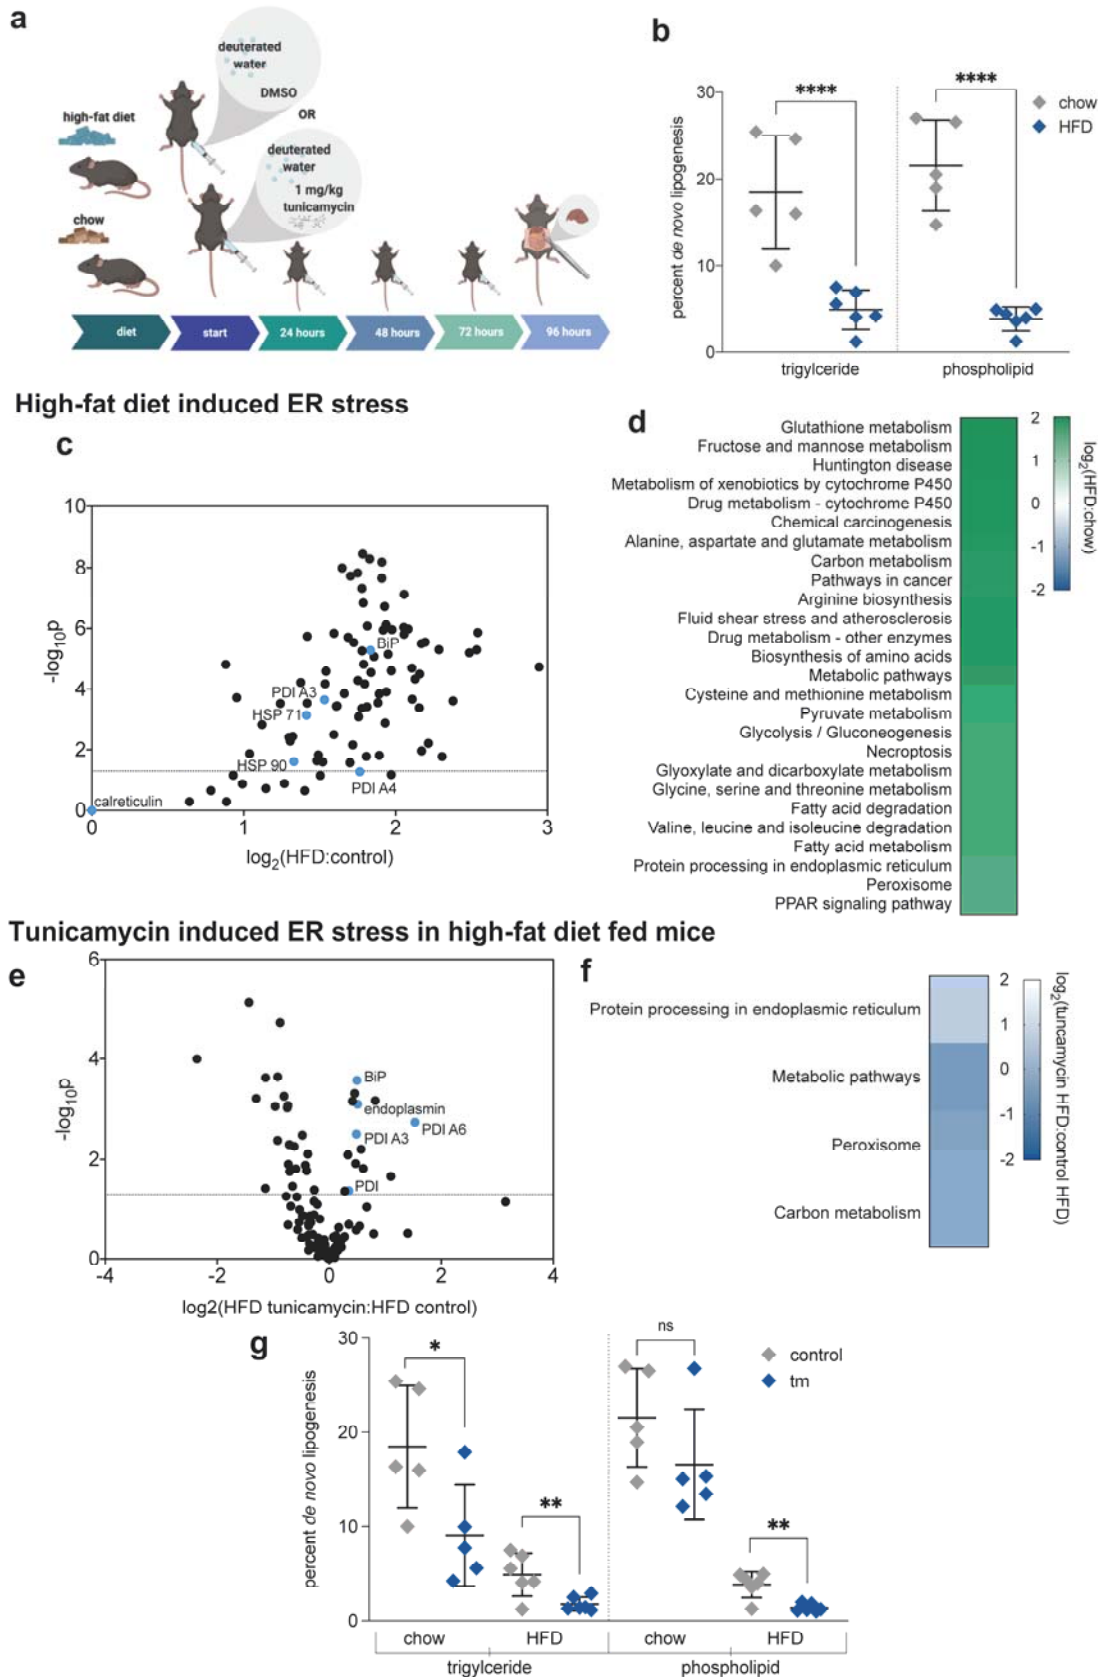 a
deuterated
water
DMSO
OR
high-fat diet
deuterated
water
1 mg/kg
tunicamycin
chow
diet
start
24 hours
48 hours
72 hours
96 hours
b
****
****
chow
HFD
30
20
10
0
percent de novo lipogenesis
trigylceride
phospholipid
High-fat diet induced ER stress
c
10
8
6
4
2
0
-log10p
BiP
PDI A3
HSP 71
HSP 90
PDI A4
calreticulin
0
1
2
3
log2(HFD:control)
d
Glutathione metabolism
Fructose and mannose metabolism
Huntington disease
Metabolism of xenobiotics by cytochrome P450
Drug metabolism - cytochrome P450
Chemical carcinogenesis
Alanine, aspartate and glutamate metabolism
Carbon metabolism
Pathways in cancer
Arginine biosynthesis
Fluid shear stress and atherosclerosis
Drug metabolism - other enzymes
Biosynthesis of amino acids
Metabolic pathways
Cysteine and methionine metabolism
Pyruvate metabolism
Glycolysis / Gluconeogenesis
Necroptosis
Glyoxylate and dicarboxylate metabolism
Glycine, serine and threonine metabolism
Fatty acid degradation
Valine, leucine and isoleucine degradation
Fatty acid metabolism
Protein processing in endoplasmic reticulum
Peroxisome
PPAR signaling pathway
2
1
0
-1
-2
log2(HFD:chow)
Tunicamycin induced ER stress in high-fat diet fed mice
e
6
4
2
0
-log10p
BiP
endoplasmin
PDI A6
PDI A3
PDI
-4
-2
0
2
4
log2(HFD tunicamycin:HFD control)
f
Protein processing in endoplasmic reticulum
Metabolic pathways
Peroxisome
Carbon metabolism
2
1
0
-1
-2
log2(tuncamycin HFD:control HFD)
g
30
20
10
0
percent de novo lipogenesis
*
**
ns
**
control
tm
chow
HFD
chow
HFD
trigylceride
phospholipid